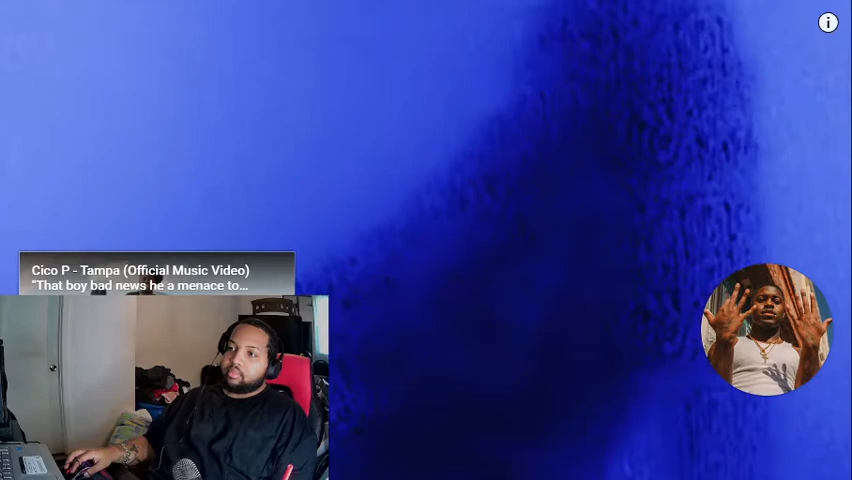 Cico P - Tampa (Official Music Video)
"That boy bad news he a menace to...